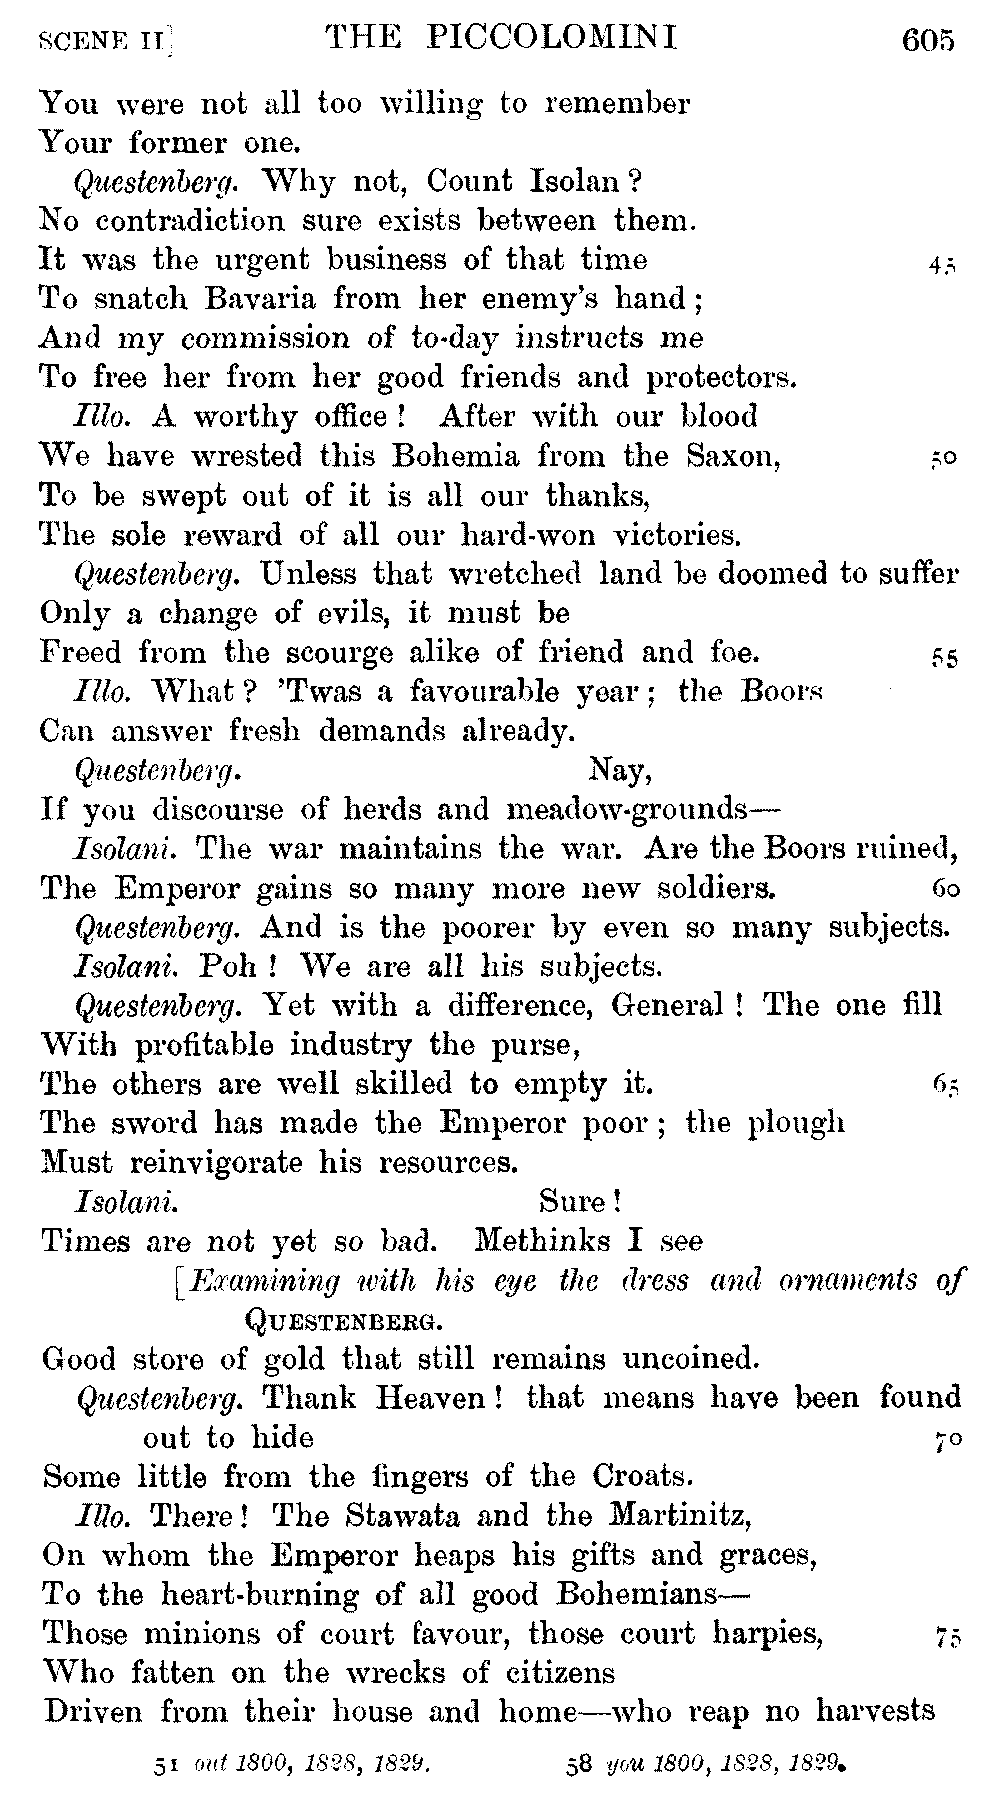 SCENE II] THE PICCOLOMINI 605
You were not all too willing to remember
Your former one.
Questenberg. Why not, Count Isolan?
No contradiction sure exists between them.
It was the urgent business of that time 45
To snatch Bavaria from her enemy's hand;
And my commission of to-day instructs me
To free her from her good friends and protectors.
Illo. A worthy office! After with our blood
We have wrested this Bohemia from the Saxon, 50
To be swept out of it is all our thanks,
The sole reward of all our hard-won victories.
Questenberg. Unless that wretched land be doomed to suffer
Only a change of evils, it must be
Freed from the scourge alike of friend and foe. 55
Illo. What? 'Twas a favourable year; the Boors
Can answer fresh demands already.
Questenberg. Nay,
If you discourse of herds and meadow-grounds—
Isolani. The war maintains the war. Are the Boors ruined,
The Emperor gains so many more new soldiers. 60
Questenberg. And is the poorer by even so many subjects.
Isolani. Poh! We are all his subjects.
Questenberg. Yet with a difference, General! The one fill
With profitable industry the purse,
The others are well skilled to empty it. 65
The sword has made the Emperor poor; the plough
Must reinvigorate his resources.
Isolani. Sure!
Times are not yet so bad. Methinks I see
[Examining with his eye the dress and ornaments of
QUESTENBERG.
Good store of gold that still remains uncoined.
Questenberg. Thank Heaven! that means have been found
out to hide 70
Some little from the fingers of the Croats.
Illo. There! The Stawata and the Martinitz,
On whom the Emperor heaps his gifts and graces,
To the heart-burning of all good Bohemians—
Those minions of court favour, those court harpies, 75
Who fatten on the wrecks of citizens
Driven from their house and home—who reap no harvests
51 out 1800, 1828, 1829. 58 you 1800, 1828, 1829.